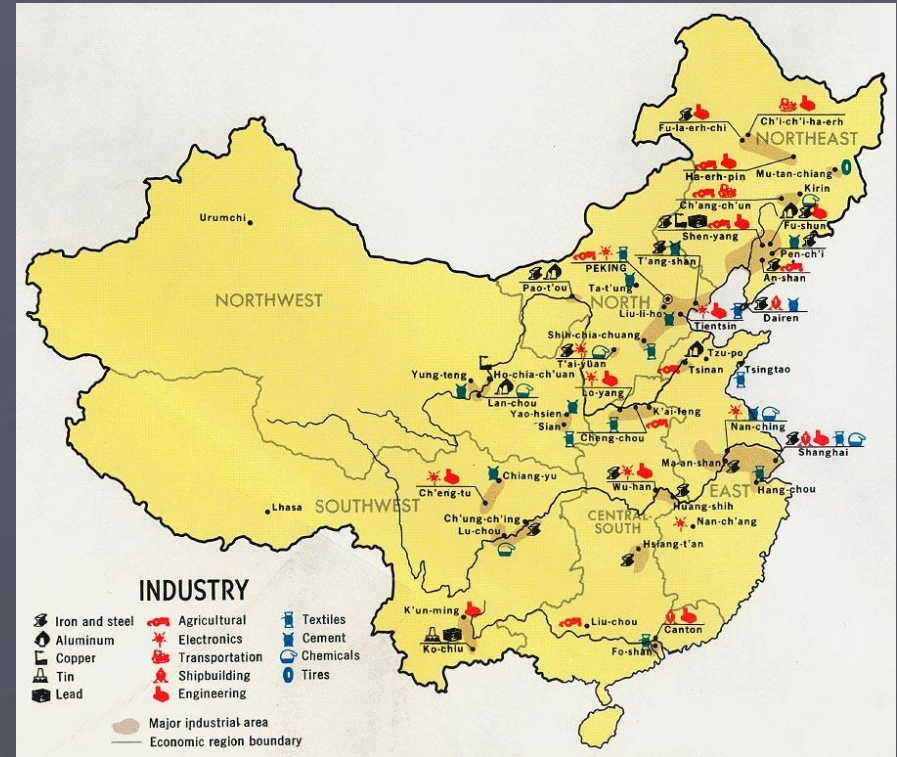 Fu-la-erh-chi
Ch'i-ch'i-ha-erh
NORTHEAST
Ha-erh-pin
Mu-tan-chiang
Kirin
Ch'ang-ch'un
Fu-shun
Shen-yang
Pen-ch'i
An-shan
T'ang-shan
PEKING
Ta-t'ung
Pao-t'ou
NORTH
Liu-li-ho
Tientsin
Dairen
Urumchi
NORTHWEST
Shih-chia-chuang
T'ai-yüan
Tzu-po
Tsinan
Tsingtao
Yung-teng
Ho-chia-ch'uan
Lan-chou
Lo-yang
K'ai-feng
Yao-hsien
Sian
Cheng-chou
Nan-ching
Shanghai
Ma-an-shan
Hang-chou
EAST
Wu-han
Huang-shih
Chiang-yu
Ch'eng-tu
Lhasa
SOUTHWEST
Ch'ung-ch'ing
Lu-chou
CENTRAL-
SOUTH
Nan-ch'ang
Hsiang-t'an
K'un-ming
Ko-chiu
Liu-chou
Canton
Fo-shan
INDUSTRY
Iron and steel
Aluminum
Copper
Tin
Lead
Agricultural
Electronics
Transportation
Shipbuilding
Engineering
Textiles
Cement
Chemicals
Tires
Major industrial area
Economic region boundary